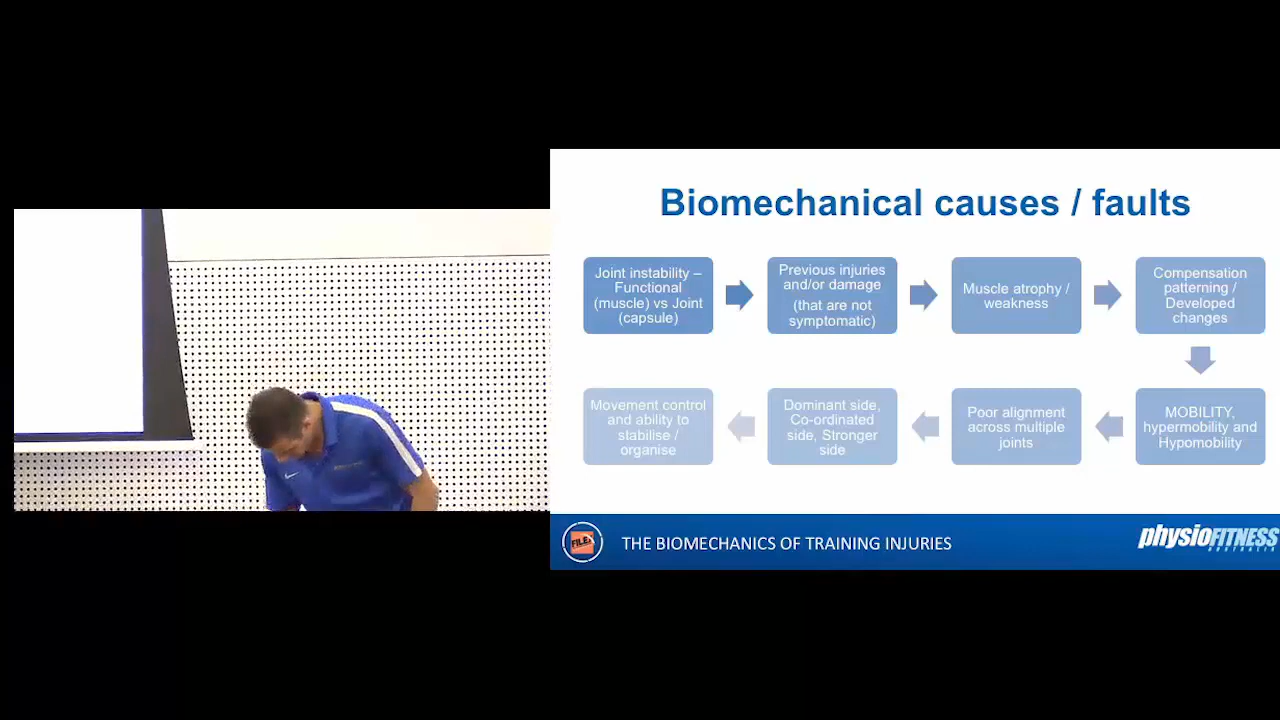 Biomechanical causes / faults
Joint instability –
Functional
(muscle) vs Joint
(capsule)
Previous injuries
and/or damage
(that are not
symptomatic)
Muscle atrophy /
weakness
Compensation
patterning /
Developed
changes
MOBILITY,
hypermobility and
Hypomobility
Poor alignment
across multiple
joints
Dominant side,
Co-ordinated
side, Stronger
side
Movement control
and ability to
stabilise /
organise
FILEX
THE BIOMECHANICS OF TRAINING INJURIES
physioFITNESS
AUSTRALIA